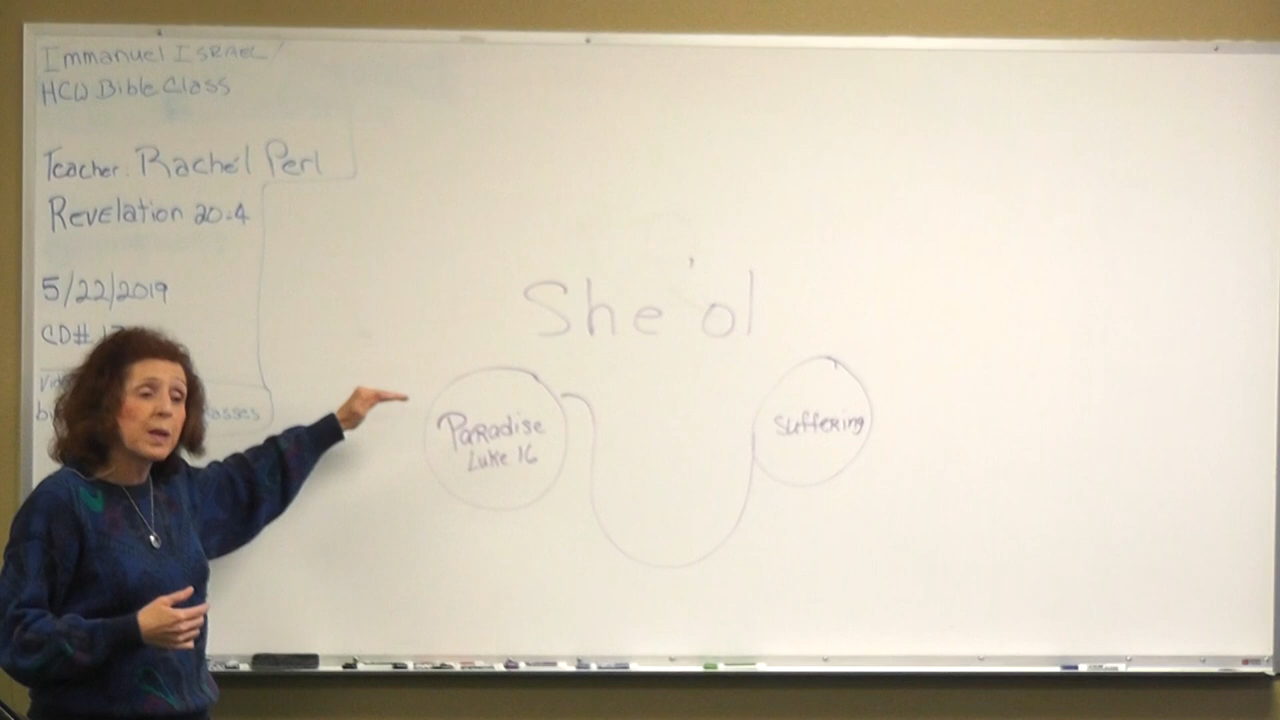 Immanuel ISRAEL/
HCW Bible Class
Teacher: Rachel Perl
Revelation 20:4
5/22/2019
CD#
She'ol
Paradise
Luke 16
Suffering